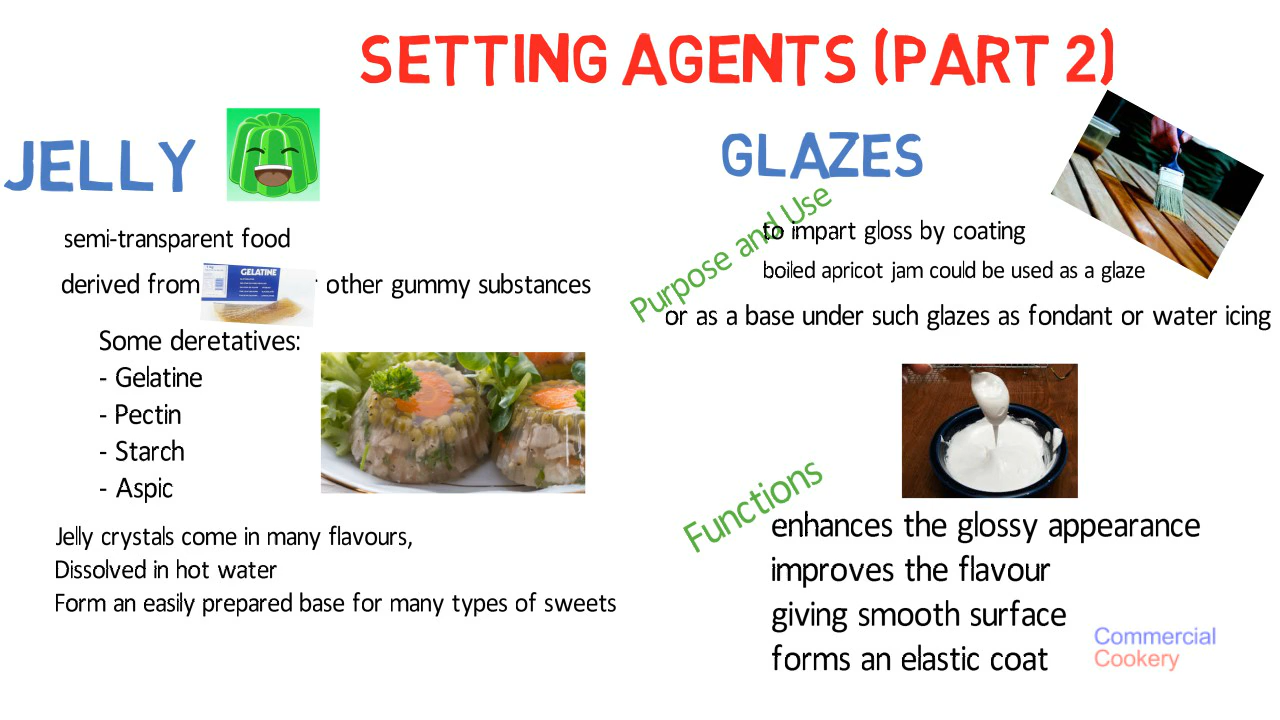 SETTING AGENTS (PART 2)
JELLY
semi-transparent food
derived from GELATINE other gummy substances
Some deretatives:
- Gelatine
- Pectin
- Starch
- Aspic
Jelly crystals come in many flavours,
Dissolved in hot water
Form an easily prepared base for many types of sweets
GLAZES
Purpose and Use
to impart gloss by coating
boiled apricot jam could be used as a glaze
or as a base under such glazes as fondant or water icing
Functions
enhances the glossy appearance
improves the flavour
giving smooth surface
forms an elastic coat
Commercial
Cookery